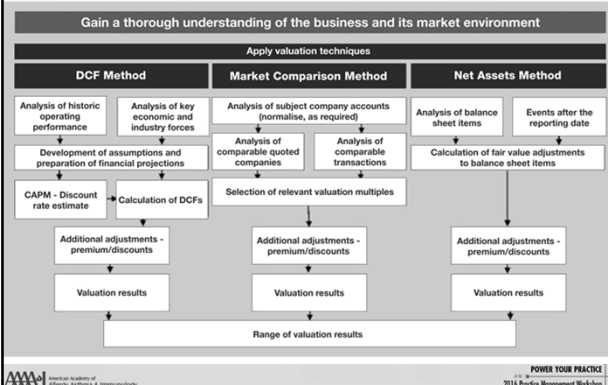 Gain a thorough understanding of the business and its market environment
Apply valuation techniques
DCF Method
Market Comparison Method
Net Assets Method
Analysis of historic
operating
performance
Analysis of key
economic and
industry forces
Development of assumptions and
preparation of financial projections
CAPM - Discount
rate estimate
Calculation of DCFs
Additional adjustments -
premium/discounts
Valuation results
Analysis of subject company accounts
(normalise, as required)
Analysis of
comparable quoted
companies
Analysis of
comparable
transactions
Selection of relevant valuation multiples
Additional adjustments -
premium/discounts
Valuation results
Analysis of balance
sheet items
Events after the
reporting date
Calculation of fair value adjustments
to balance sheet items
Additional adjustments -
premium/discounts
Valuation results
Range of valuation results
American Academy of
Allergy Asthma & Immunology
POWER YOUR PRACTICE
2016 Practice Management Workshop